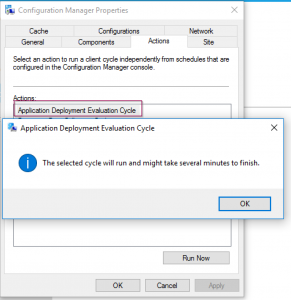 Configuration Manager Properties
Cache Configurations Network
General Components Actions Site
Select an action to run a client cycle independently from schedules that are
configured in the Configuration Manager console.
Actions:
Application Deployment Evaluation Cycle
Application Deployment Evaluation Cycle
The selected cycle will run and might take several minutes to finish.
OK
Run Now
OK Cancel Apply